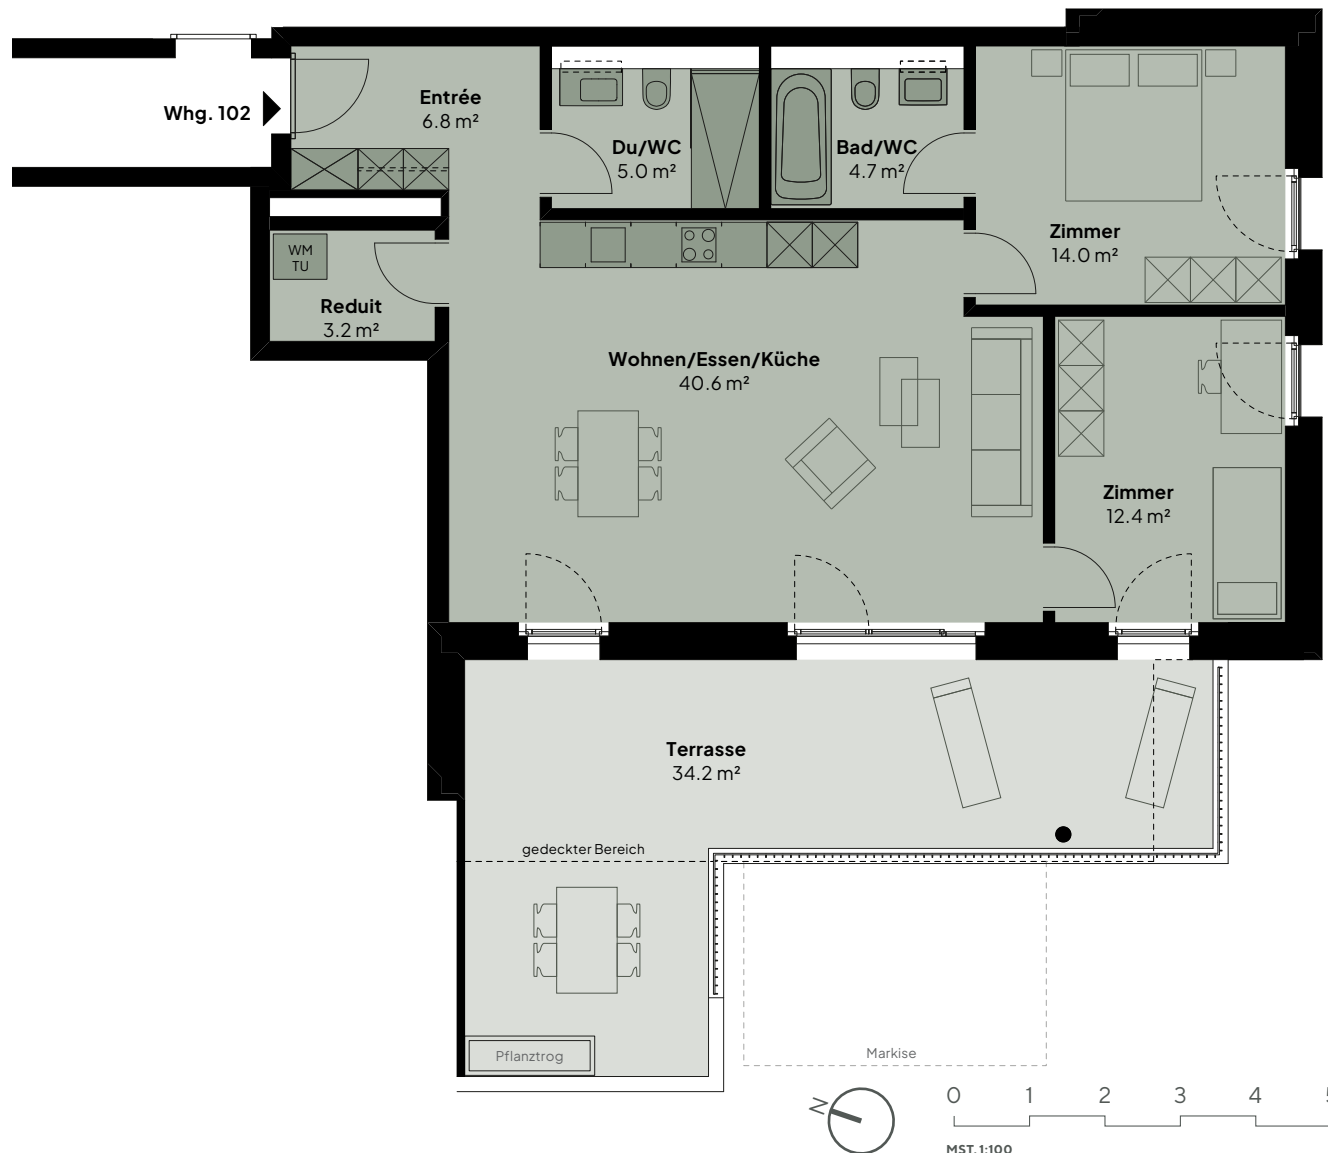 Whg. 102
Entrée
6.8 m²
Du/WC
5.0 m²
Bad/WC
4.7 m²
Zimmer
14.0 m²
WM
TU
Reduit
3.2 m²
Wohnen/Essen/Küche
40.6 m²
Zimmer
12.4 m²
Terrasse
34.2 m²
gedeckter Bereich
Pflanztrog
Markise
N
0 1 2 3 4 5
MST. 1:100